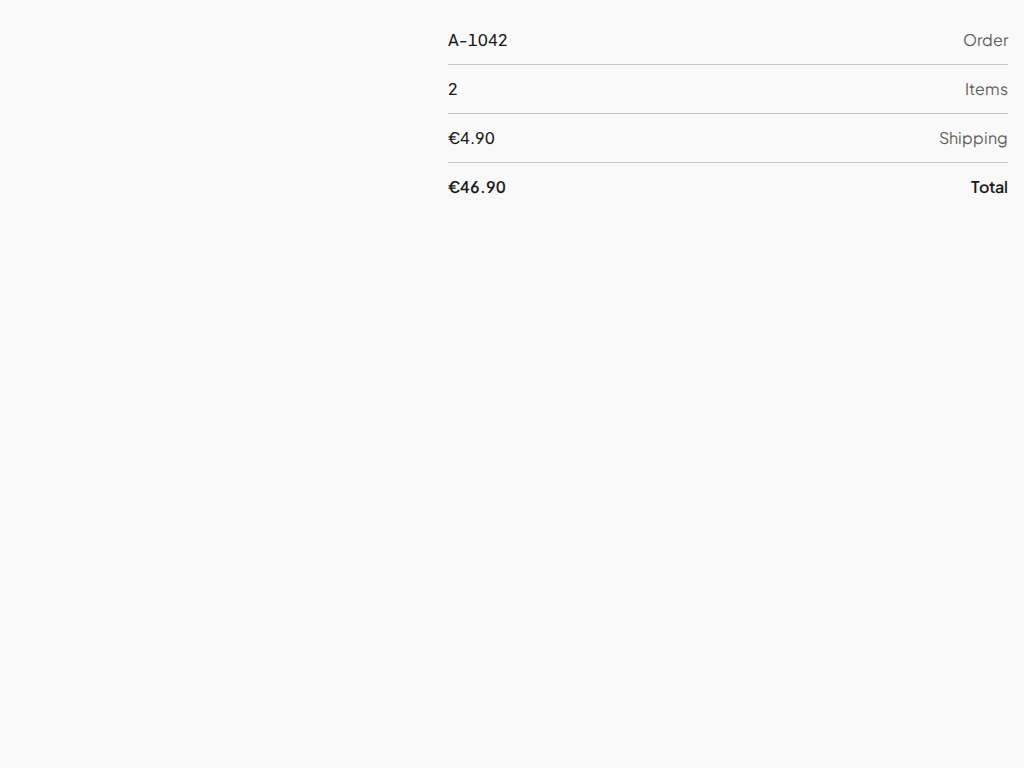 Order A-1042
Items 2
Shipping €4.90
Total €46.90